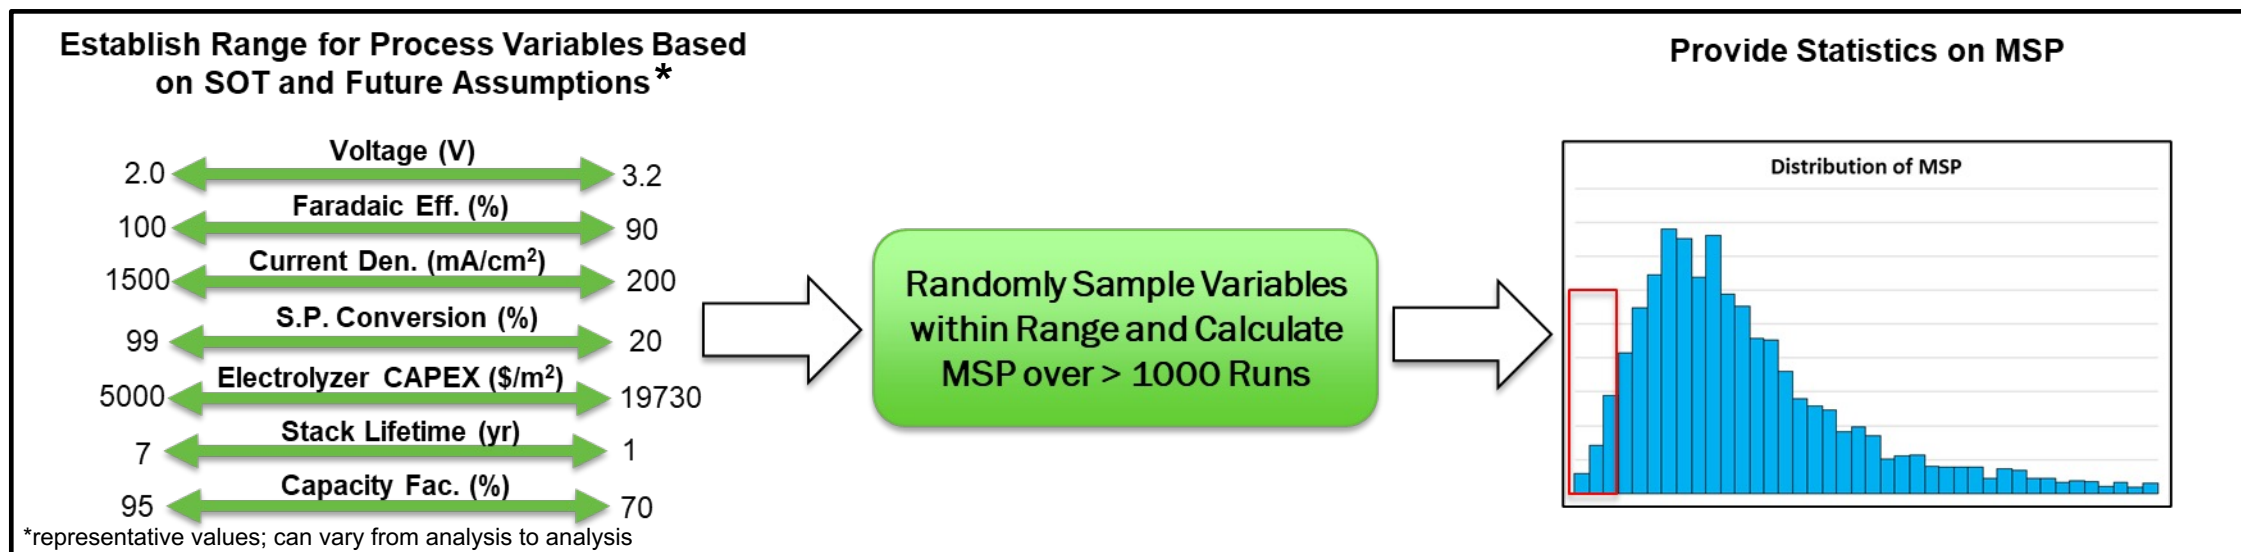 Establish Range for Process Variables Based
on SOT and Future Assumptions*
Voltage (V)
2.0
3.2
Faradaic Eff. (%)
100
90
Current Den. (mA/cm²)
1500
200
S.P. Conversion (%)
99
20
Electrolyzer CAPEX ($/m²)
5000
19730
Stack Lifetime (yr)
7
1
Capacity Fac. (%)
95
70
*representative values; can vary from analysis to analysis
Randomly Sample Variables
within Range and Calculate
MSP over > 1000 Runs
Provide Statistics on MSP
Distribution of MSP